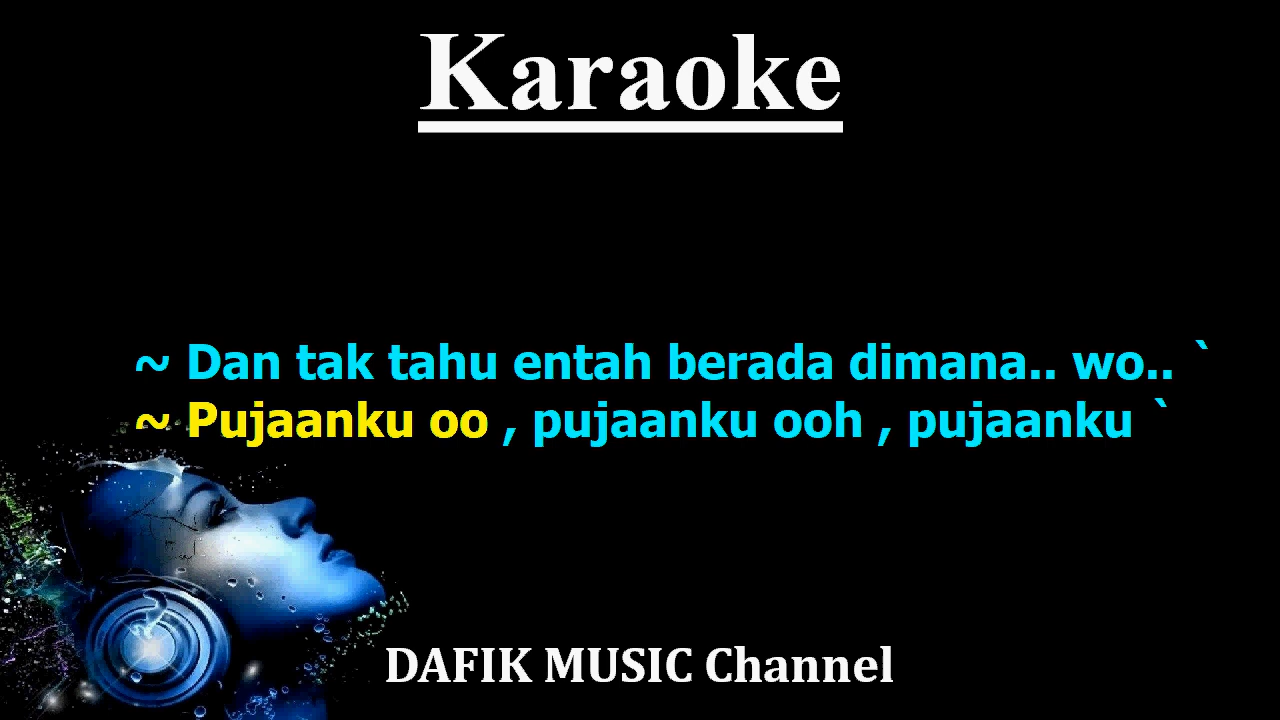 Karaoke
~ Dan tak tahu entah berada dimana.. wo.. `
~ Pujaanku oo , pujaanku ooh , pujaanku `
DAFIK MUSIC Channel